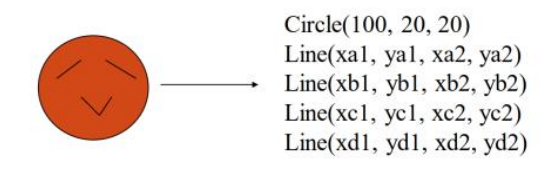 Circle(100, 20, 20)
Line(xa1, ya1, xa2, ya2)
Line(xb1, yb1, xb2, yb2)
Line(xc1, yc1, xc2, yc2)
Line(xd1, yd1, xd2, yd2)